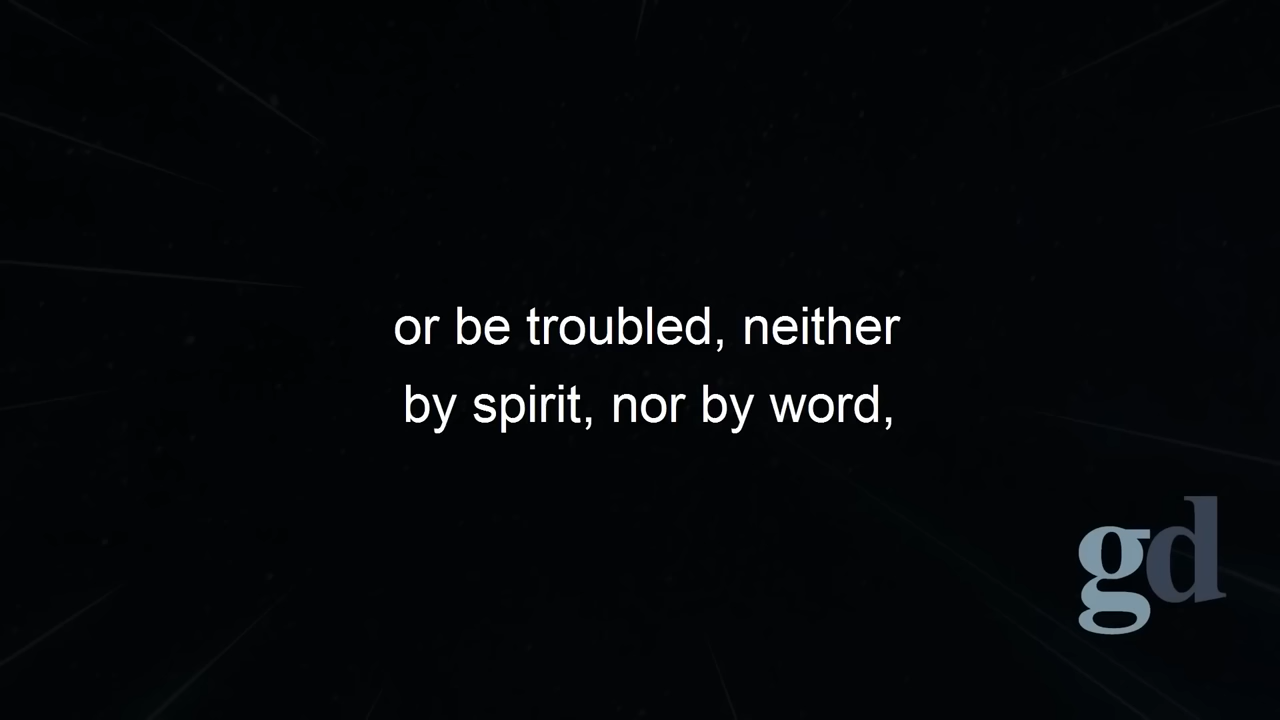 or be troubled, neither
by spirit, nor by word,
gd